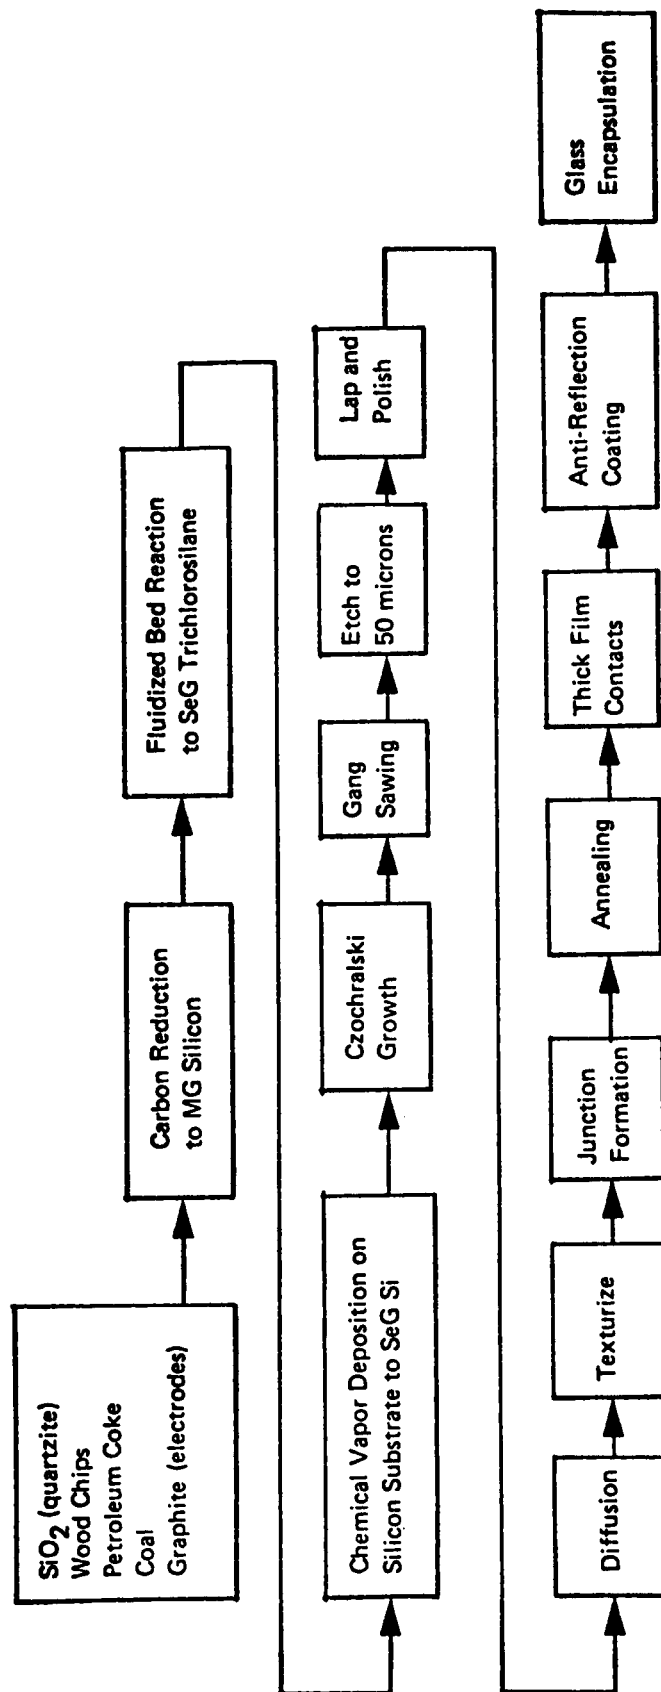 SiO2 (quartzite)
Wood Chips
Petroleum Coke
Coal
Graphite (electrodes)
Carbon Reduction
to MG Silicon
Fluidized Bed Reaction
to SeG Trichlorosilane
Chemical Vapor Deposition on
Silicon Substrate to SeG Si
Czochralski
Growth
Gang
Sawing
Etch to
50 microns
Lap and
Polish
Diffusion
Texturize
Junction
Formation
Annealing
Thick Film
Contacts
Anti-Reflection
Coating
Glass
Encapsulation